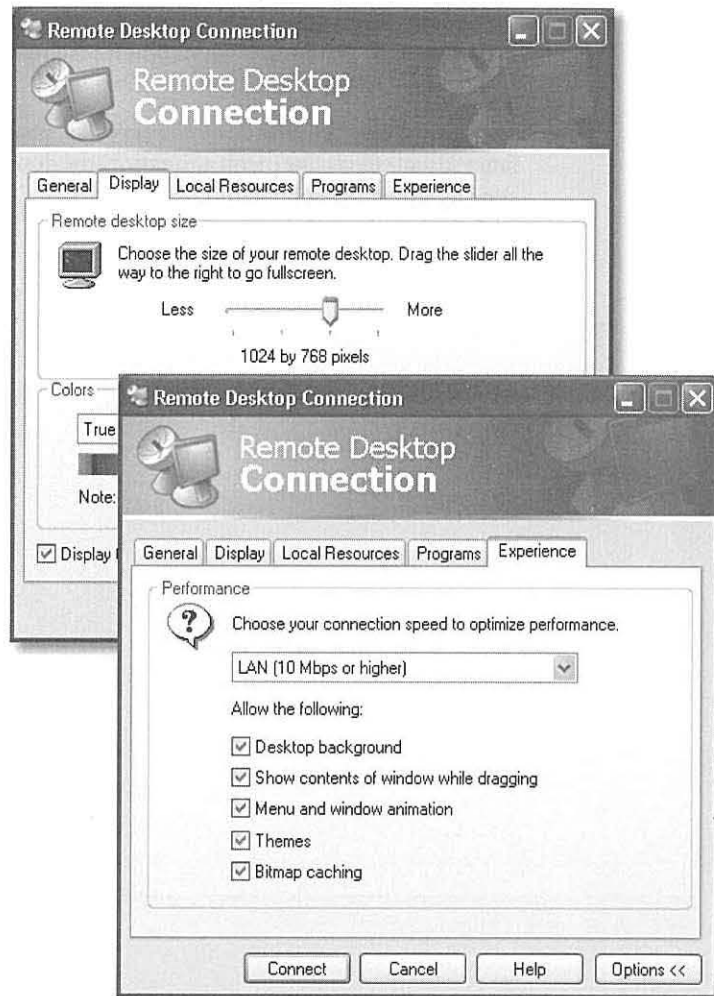 Remote Desktop Connection
Remote Desktop
Connection
General Display Local Resources Programs Experience
Remote desktop size
Choose the size of your remote desktop. Drag the slider all the
way to the right to go fullscreen.
Less More
1024 by 768 pixels
Colors
True
Note:
Display
Remote Desktop Connection
Remote Desktop
Connection
General Display Local Resources Programs Experience
Performance
Choose your connection speed to optimize performance.
LAN (10 Mbps or higher)
Allow the following:
Desktop background
Show contents of window while dragging
Menu and window animation
Themes
Bitmap caching
Connect Cancel Help Options <<